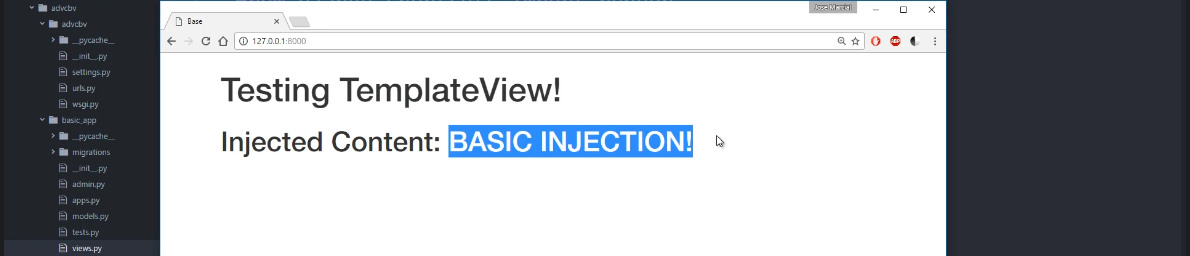 advcbv
advcbv
__pycache__
__init__.py
settings.py
urls.py
wsgi.py
basic_app
__pycache__
migrations
__init__.py
admin.py
apps.py
models.py
tests.py
views.py
Jose Marcial
Base
127.0.0.1:8000
ABP
Testing TemplateView!
Injected Content: BASIC INJECTION!